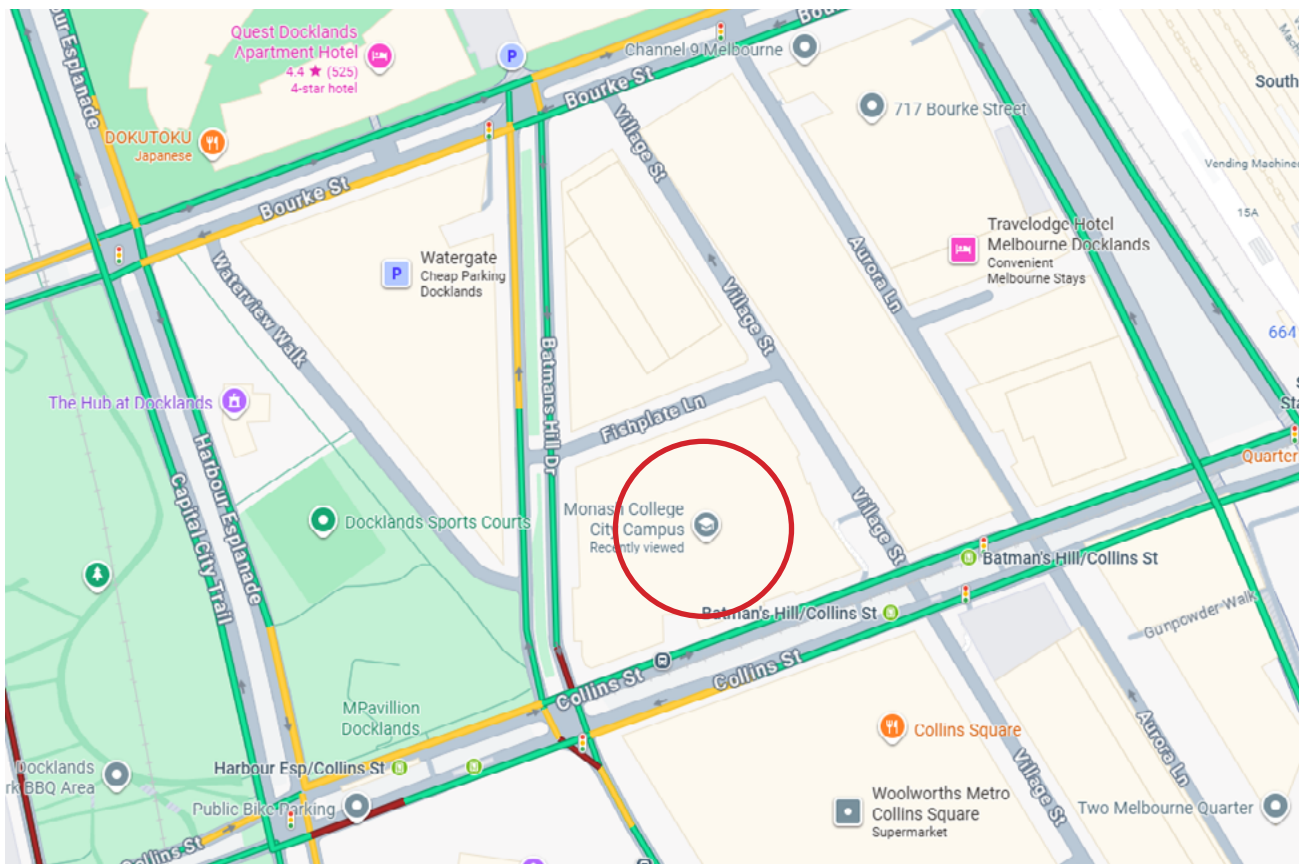 Harbour Esplanade
Quest Docklands
Apartment Hotel
4.4 ★ (525)
4-star hotel
P
Channel 9 Melbourne
Bourke St
717 Bourke Street
DOKUTOKU
Japanese
Village St
Vending Machine
15A
Bourke St
Watergate
Cheap Parking
Docklands
P
Travelodge Hotel
Melbourne Docklands
Convenient
Melbourne Stays
Aurora Ln
Waterview Walk
Village St
664
Batmans Hill Dr
The Hub at Docklands
Fishplate Ln
Quarter
Harbour Esplanade
Capital City Trail
Docklands Sports Courts
Monash College
City Campus
Recently viewed
Village St
Batman's Hill/Collins St
Batman's Hill/Collins St
Gunpowder Walk
Collins St
Collins St
MPavillion
Docklands
Collins Square
Aurora Ln
Village St
Harbour Esp/Collins St
Docklands
BBQ Area
Public Bike Parking
Woolworths Metro
Collins Square
Supermarket
Two Melbourne Quarter
Collins St